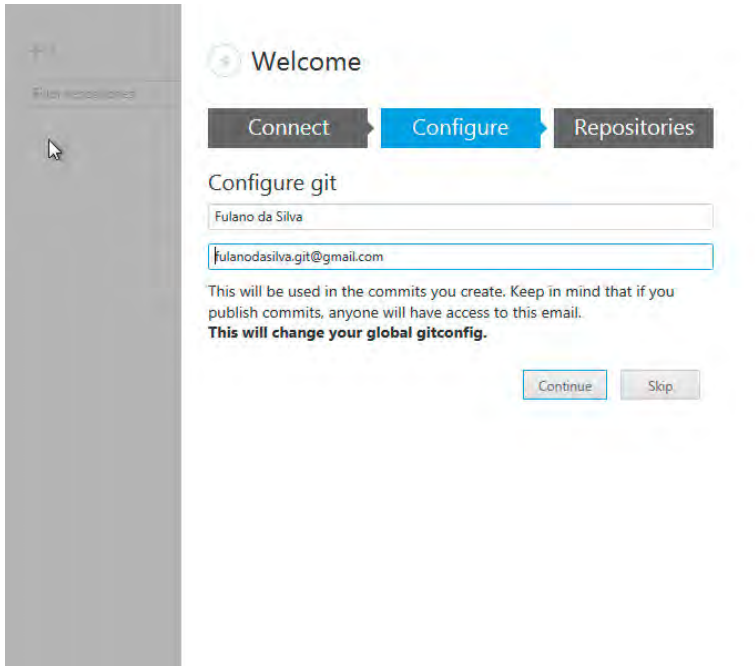 Filter repositories
Welcome
Connect
Configure
Repositories
Configure git
Fulano da Silva
fulanodasilva.git@gmail.com
This will be used in the commits you create. Keep in mind that if you
publish commits, anyone will have access to this email.
This will change your global gitconfig.
Continue
Skip